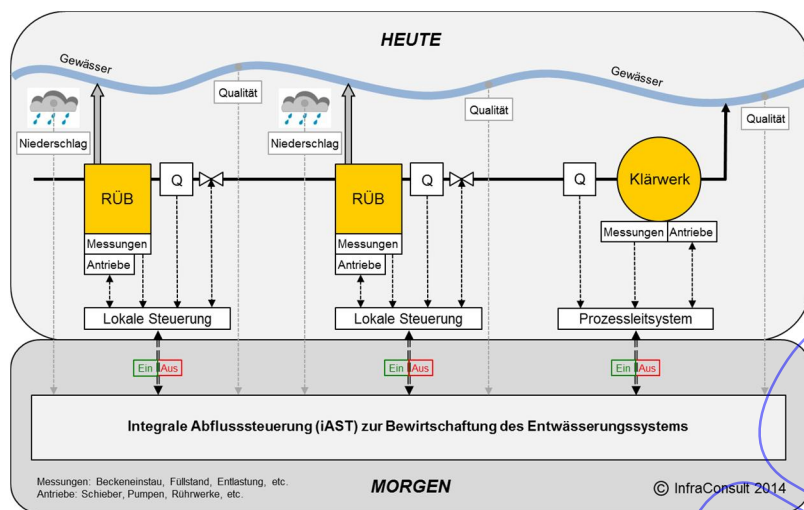 HEUTE
Gewässer
Gewässer
Qualität
Qualität
Qualität
Niederschlag
Niederschlag
RÜB
Q
RÜB
Q
Q
Klärwerk
Messungen
Antriebe
Messungen
Antriebe
Messungen
Antriebe
Lokale Steuerung
Lokale Steuerung
Prozessleitsystem
Ein
Aus
Ein
Aus
Ein
Aus
Integrale Abflusssteuerung (iAST) zur Bewirtschaftung des Entwässerungssystems
Messungen: Beckeneinstau, Füllstand, Entlastung, etc.
Antriebe: Schieber, Pumpen, Rührwerke, etc.
MORGEN
© InfraConsult 2014